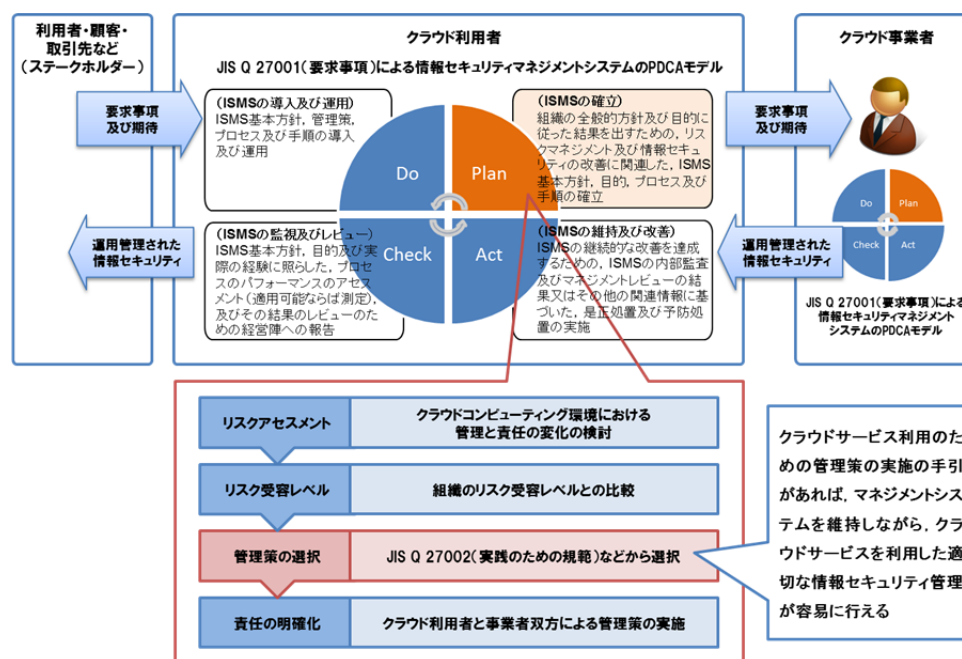 利用者・顧客・
取引先など
(ステークホルダー)
要求事項
及び期待
運用管理された
情報セキュリティ
クラウド利用者
JIS Q 27001(要求事項)による情報セキュリティマネジメントシステムのPDCAモデル
(ISMSの導入及び運用)
ISMS基本方針，管理策，
プロセス及び手順の導入
及び運用
(ISMSの確立)
組織の全般的方針及び目的に
従った結果を出すための，リス
クマネジメント及び情報セキュ
リティの改善に関連した，ISMS
基本方針，目的，プロセス及び
手順の確立
Do
Plan
Check
Act
(ISMSの監視及びレビュー)
ISMS基本方針，目的及び実
際の経験に照らした，プロセ
スのパフォーマンスのアセス
メント(適用可能ならば測定)，
及びその結果のレビューのた
めの経営陣への報告
(ISMSの維持及び改善)
ISMSの継続的な改善を達成
するための，ISMSの内部監査
及びマネジメントレビューの結
果又はその他の関連情報に基
づいた，是正処置及び予防処
置の実施
要求事項
及び期待
運用管理された
情報セキュリティ
クラウド事業者
Do
Plan
Check
Act
JIS Q 27001(要求事項)による
情報セキュリティマネジメント
システムのPDCAモデル
リスクアセスメント
クラウドコンピューティング環境における
管理と責任の変化の検討
リスク受容レベル
組織のリスク受容レベルとの比較
管理策の選択
JIS Q 27002(実践のための規範)などから選択
責任の明確化
クラウド利用者と事業者双方による管理策の実施
クラウドサービス利用のた
めの管理策の実施の手引
があれば，マネジメントシス
テムを維持しながら，クラ
ウドサービスを利用した適
切な情報セキュリティ管理
が容易に行える